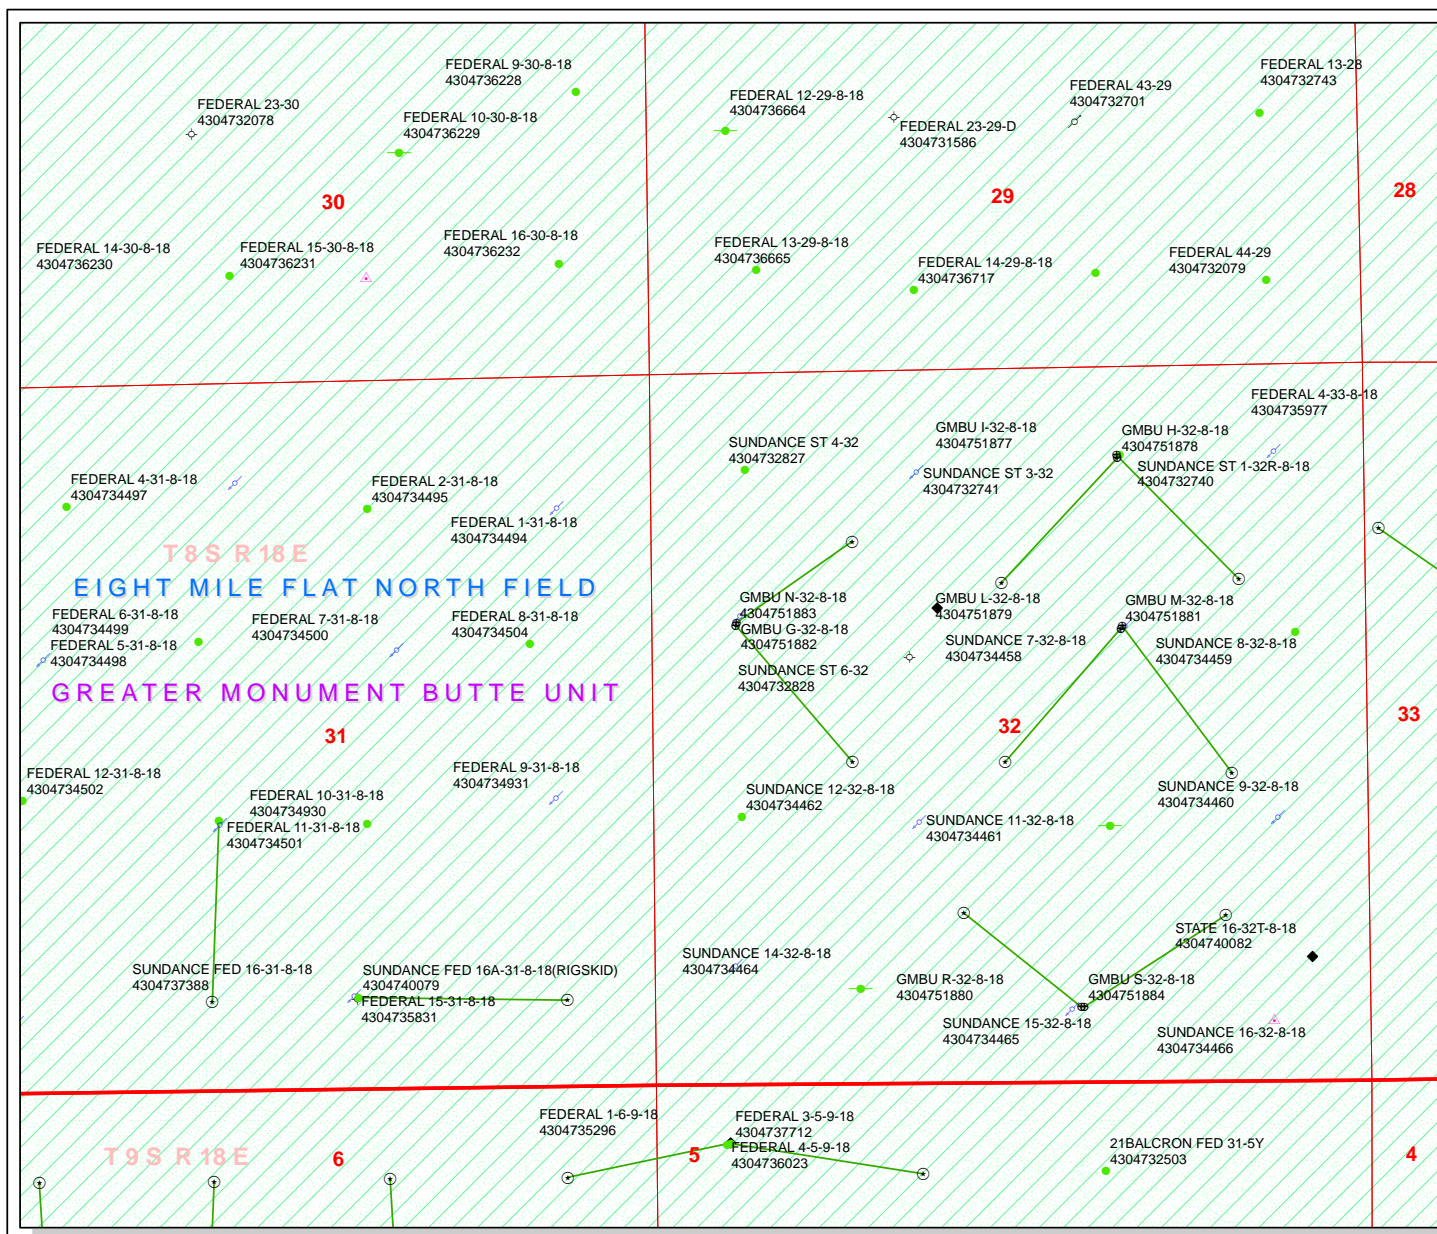 FEDERAL 9-30-8-18
4304736228
FEDERAL 23-30
4304732078
FEDERAL 10-30-8-18
4304736229
FEDERAL 12-29-8-18
4304736664
FEDERAL 23-29-D
4304731586
FEDERAL 43-29
4304732701
FEDERAL 13-28
4304732743
30
29
28
FEDERAL 14-30-8-18
4304736230
FEDERAL 15-30-8-18
4304736231
FEDERAL 16-30-8-18
4304736232
FEDERAL 13-29-8-18
4304736665
FEDERAL 14-29-8-18
4304736717
FEDERAL 44-29
4304732079
FEDERAL 4-33-8-18
4304735977
GMBU I-32-8-18
4304751877
GMBU H-32-8-18
4304751878
SUNDANCE ST 4-32
4304732827
SUNDANCE ST 3-32
4304732741
SUNDANCE ST 1-32R-8-18
4304732740
FEDERAL 4-31-8-18
4304734497
FEDERAL 2-31-8-18
4304734495
FEDERAL 1-31-8-18
4304734494
T 8 S R 18 E
EIGHT MILE FLAT NORTH FIELD
FEDERAL 6-31-8-18
4304734499
FEDERAL 5-31-8-18
4304734498
FEDERAL 7-31-8-18
4304734500
FEDERAL 8-31-8-18
4304734504
GMBU N-32-8-18
4304751883
GMBU G-32-8-18
4304751882
GMBU L-32-8-18
4304751879
GMBU M-32-8-18
4304751881
SUNDANCE 7-32-8-18
4304734458
SUNDANCE 8-32-8-18
4304734459
SUNDANCE ST 6-32
4304732828
GREATER MONUMENT BUTTE UNIT
31
32
33
FEDERAL 12-31-8-18
4304734502
FEDERAL 10-31-8-18
4304734930
FEDERAL 11-31-8-18
4304734501
FEDERAL 9-31-8-18
4304734931
SUNDANCE 12-32-8-18
4304734462
SUNDANCE 11-32-8-18
4304734461
SUNDANCE 9-32-8-18
4304734460
STATE 16-32T-8-18
4304740082
SUNDANCE FED 16-31-8-18
4304737388
SUNDANCE FED 16A-31-8-18(RIGSKID)
4304740079
FEDERAL 15-31-8-18
4304735831
SUNDANCE 14-32-8-18
4304734464
GMBU R-32-8-18
4304751880
GMBU S-32-8-18
4304751884
SUNDANCE 15-32-8-18
4304734465
SUNDANCE 16-32-8-18
4304734466
FEDERAL 1-6-9-18
4304735296
FEDERAL 3-5-9-18
4304737712
FEDERAL 4-5-9-18
4304736023
21BALCRON FED 31-5Y
4304732503
T 9 S R 18 E
6
5
4